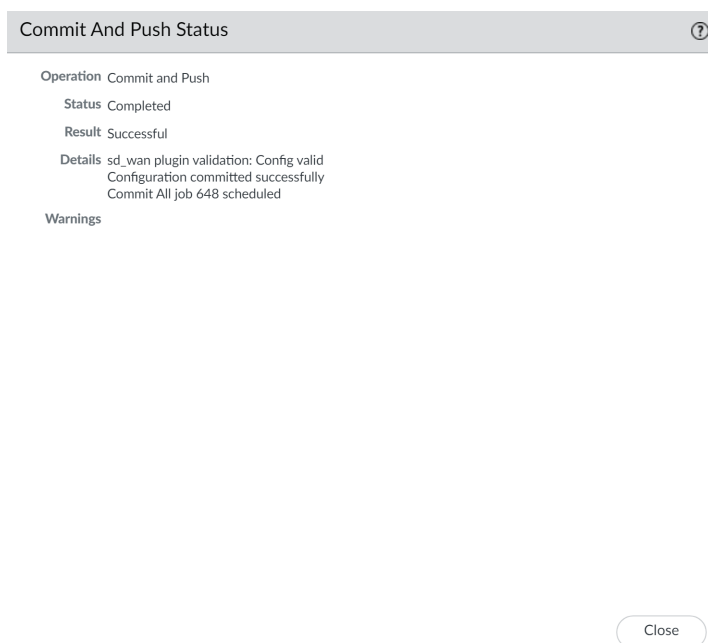 Commit And Push Status ?
Operation Commit and Push
Status Completed
Result Successful
Details sd_wan plugin validation: Config valid
Configuration committed successfully
Commit All job 648 scheduled
Warnings
Close